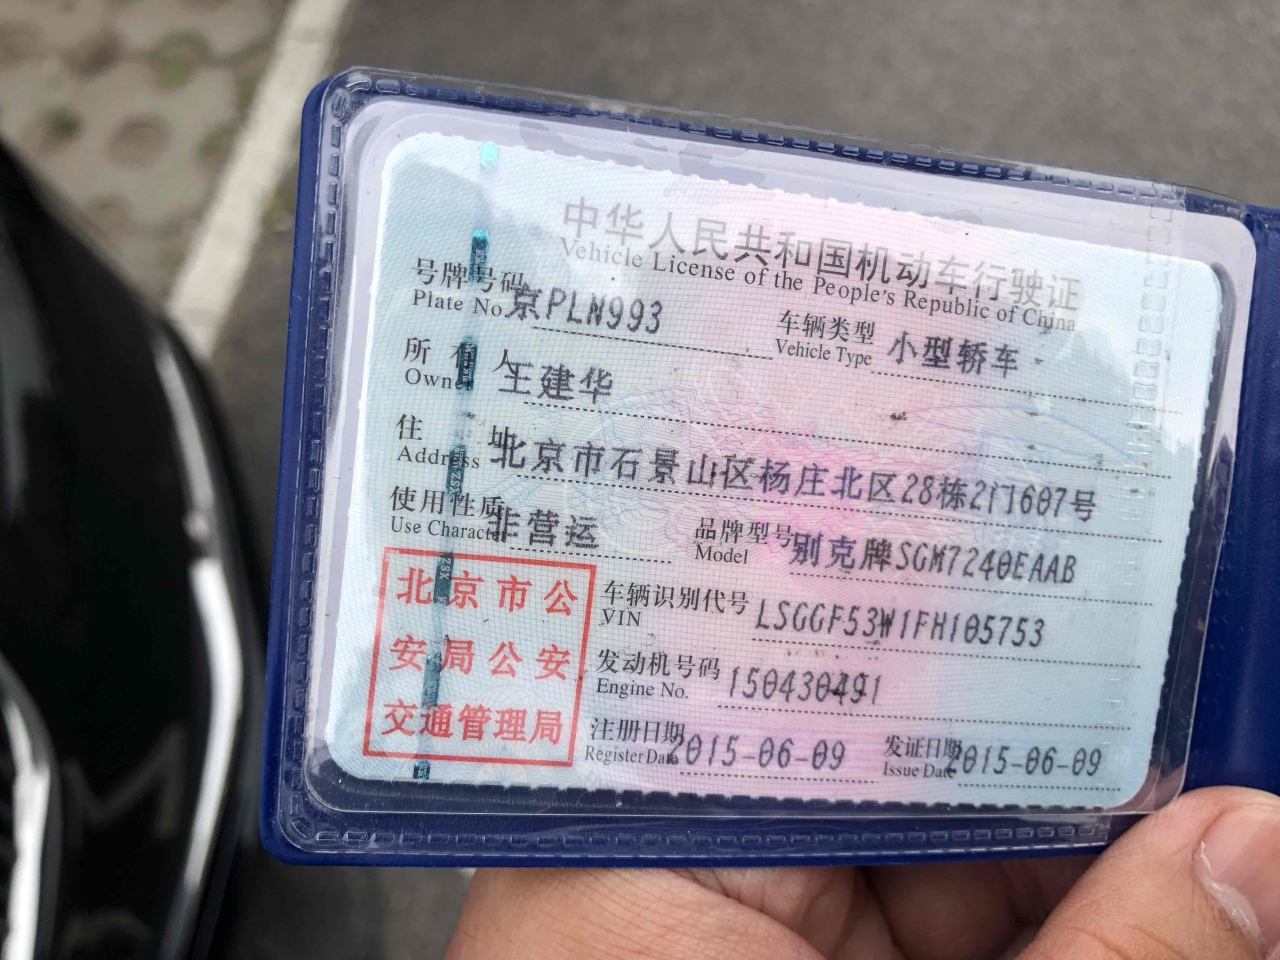 中华人民共和国机动车行驶证
Vehicle License of the People's Republic of China
号牌号码 京PLN993 车辆类型 小型轿车
Plate No. Vehicle Type
所有人 王建华
Owner
住址 北京市石景山区杨庄北区28栋2门1607号
Address
使用性质 非营运 品牌型号 别克牌SGM7240EAAB
Use Character Model
车辆识别代号 LSGGF53W1FH105753
VIN
发动机号码 150430491
Engine No.
注册日期 2015-06-09 发证日期 2015-06-09
Register Date Issue Date
北京市公
安局公安
交通管理局